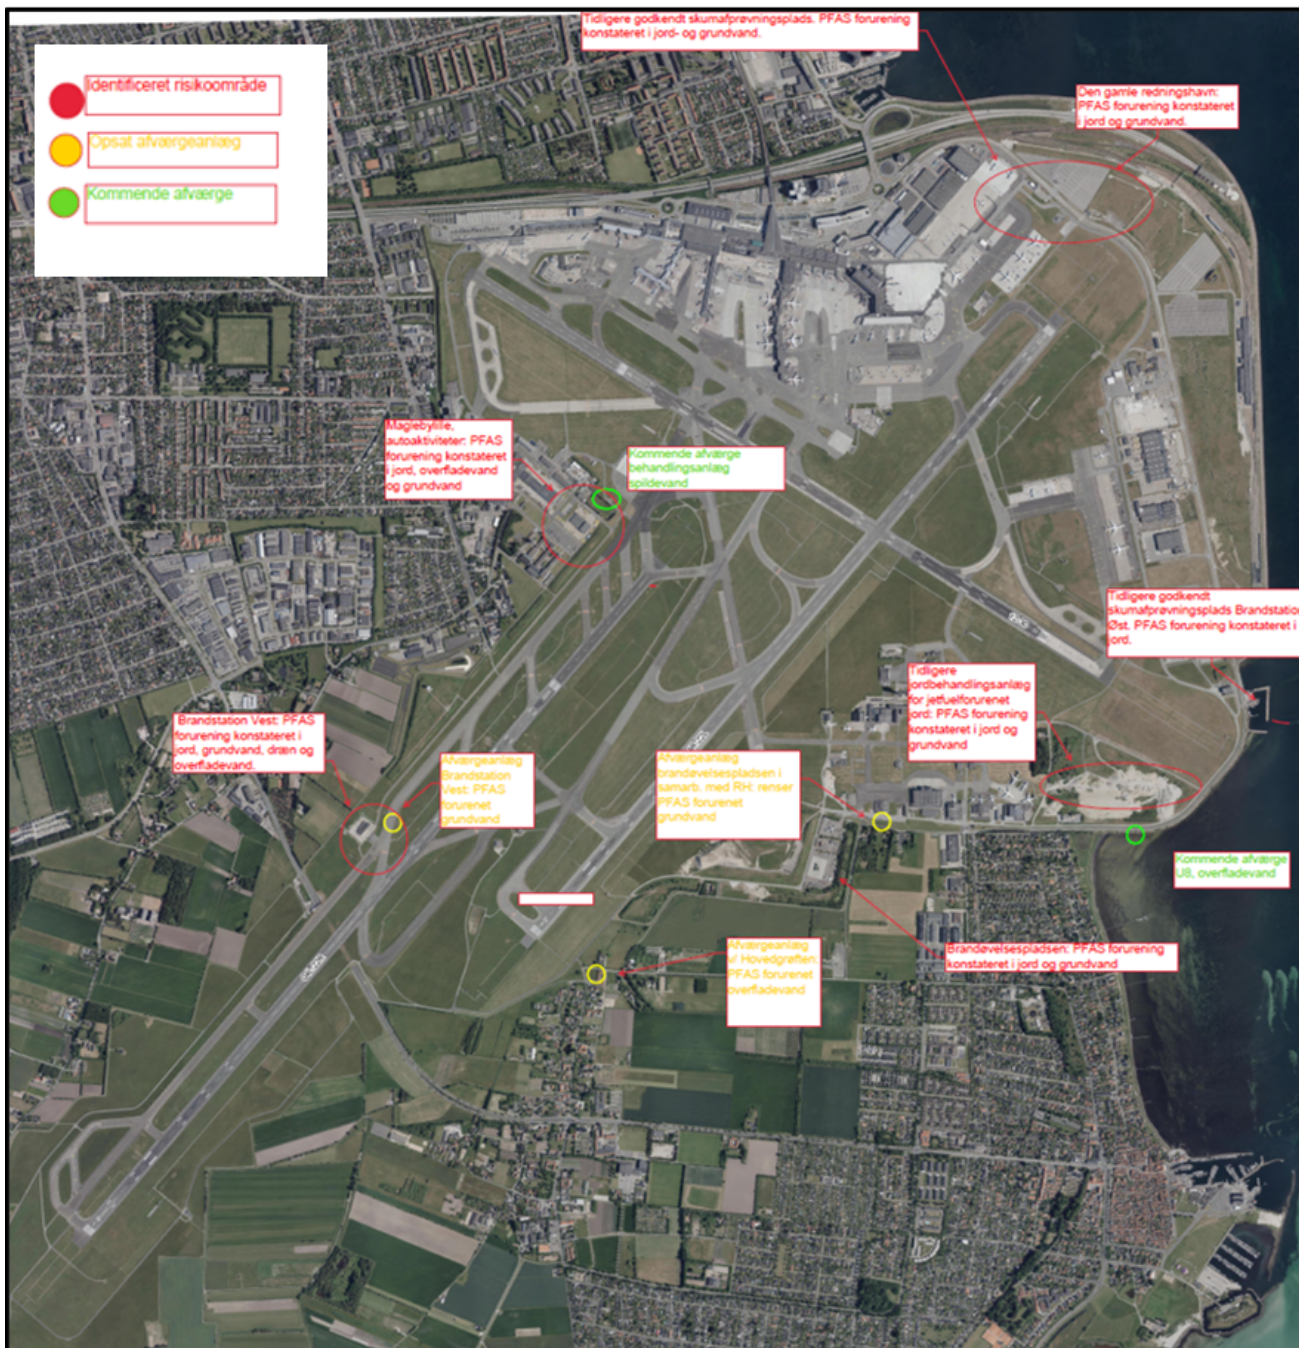 Tidligere godkendt skumafprøvningsplads. PFAS forurening
konstateret i jord- og grundvand.
Identificeret risikoområde
Opsat afværgeanlæg
Kommende afværge
Den gamle redningshavn:
PFAS forurening konstateret
i jord og grundvand.
Maglebylille,
autoaktiviteter: PFAS
forurening konstateret
i jord, overfladevand
og grundvand
Kommende afværge
behandlingsanlæg
spildevand
Tidligere godkendt
skumafprøvningsplads Brandstation
Øst. PFAS forurening konstateret i
jord.
Tidligere
jordbehandlingsanlæg
for jetfuelforurenet
jord: PFAS forurening
konstateret i jord og
grundvand
Brandstation Vest: PFAS
forurening konstateret i
jord, grundvand, dræn og
overfladevand.
Afværgeanlæg
Brandstation
Vest: PFAS
forurenet
grundvand
Afværgeanlæg
brandøvelsespladsen i
samarb. med RH: renser
PFAS forurenet
grundvand
Kommende afværge
U8, overfladevand
Afværgeanlæg
v/ Hovedgrøften:
PFAS forurenet
overfladevand
Brandøvelsespladsen: PFAS forurening
konstateret i jord og grundvand